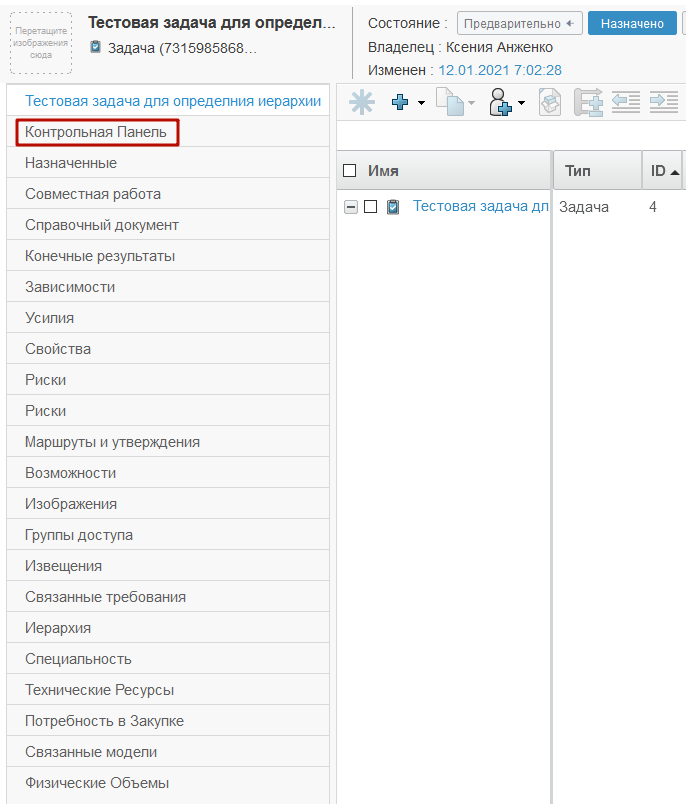 Перетащите
изображения
сюда
Тестовая задача для определ...
Задача (7315985868...
Состояние : Предварительно Назначено
Владелец : Ксения Анженко
Изменен : 12.01.2021 7:02:28
Тестовая задача для определния иерархии
Контрольная Панель
Назначенные
Совместная работа
Справочный документ
Конечные результаты
Зависимости
Усилия
Свойства
Риски
Риски
Маршруты и утверждения
Возможности
Изображения
Группы доступа
Извещения
Связанные требования
Иерархия
Специальность
Технические Ресурсы
Потребность в Закупке
Связанные модели
Физические Объемы
Имя Тип ID
Тестовая задача дл Задача 4